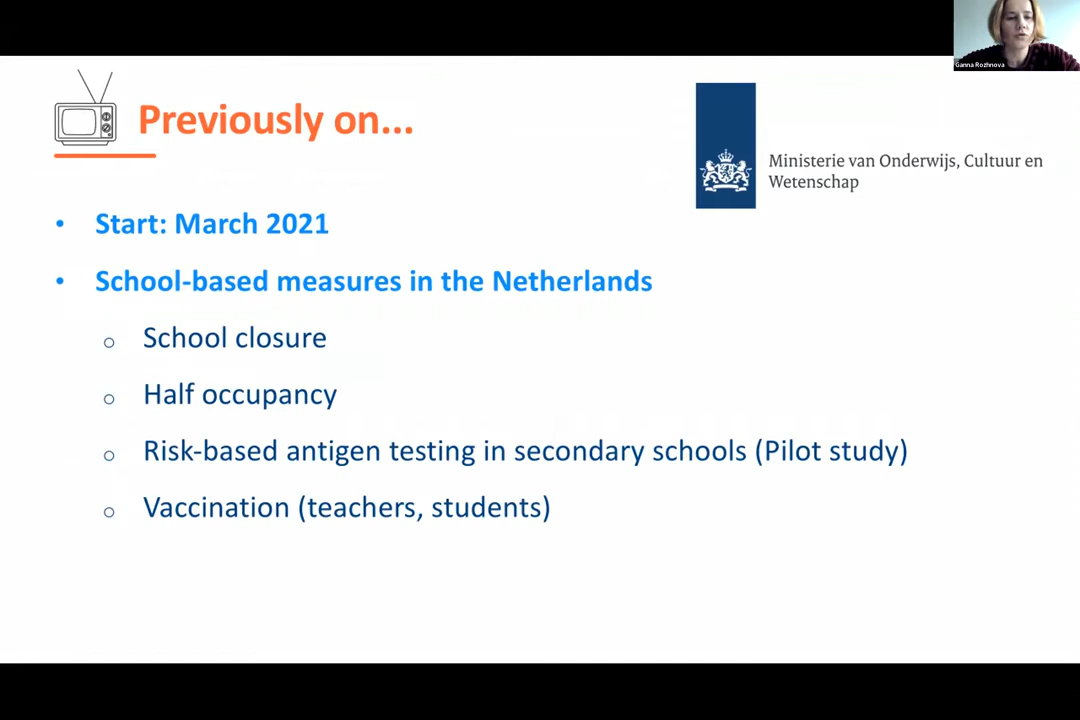 Ganna Rozhnova
Previously on...
Ministerie van Onderwijs, Cultuur en
Wetenschap
• Start: March 2021
• School-based measures in the Netherlands
o School closure
o Half occupancy
o Risk-based antigen testing in secondary schools (Pilot study)
o Vaccination (teachers, students)